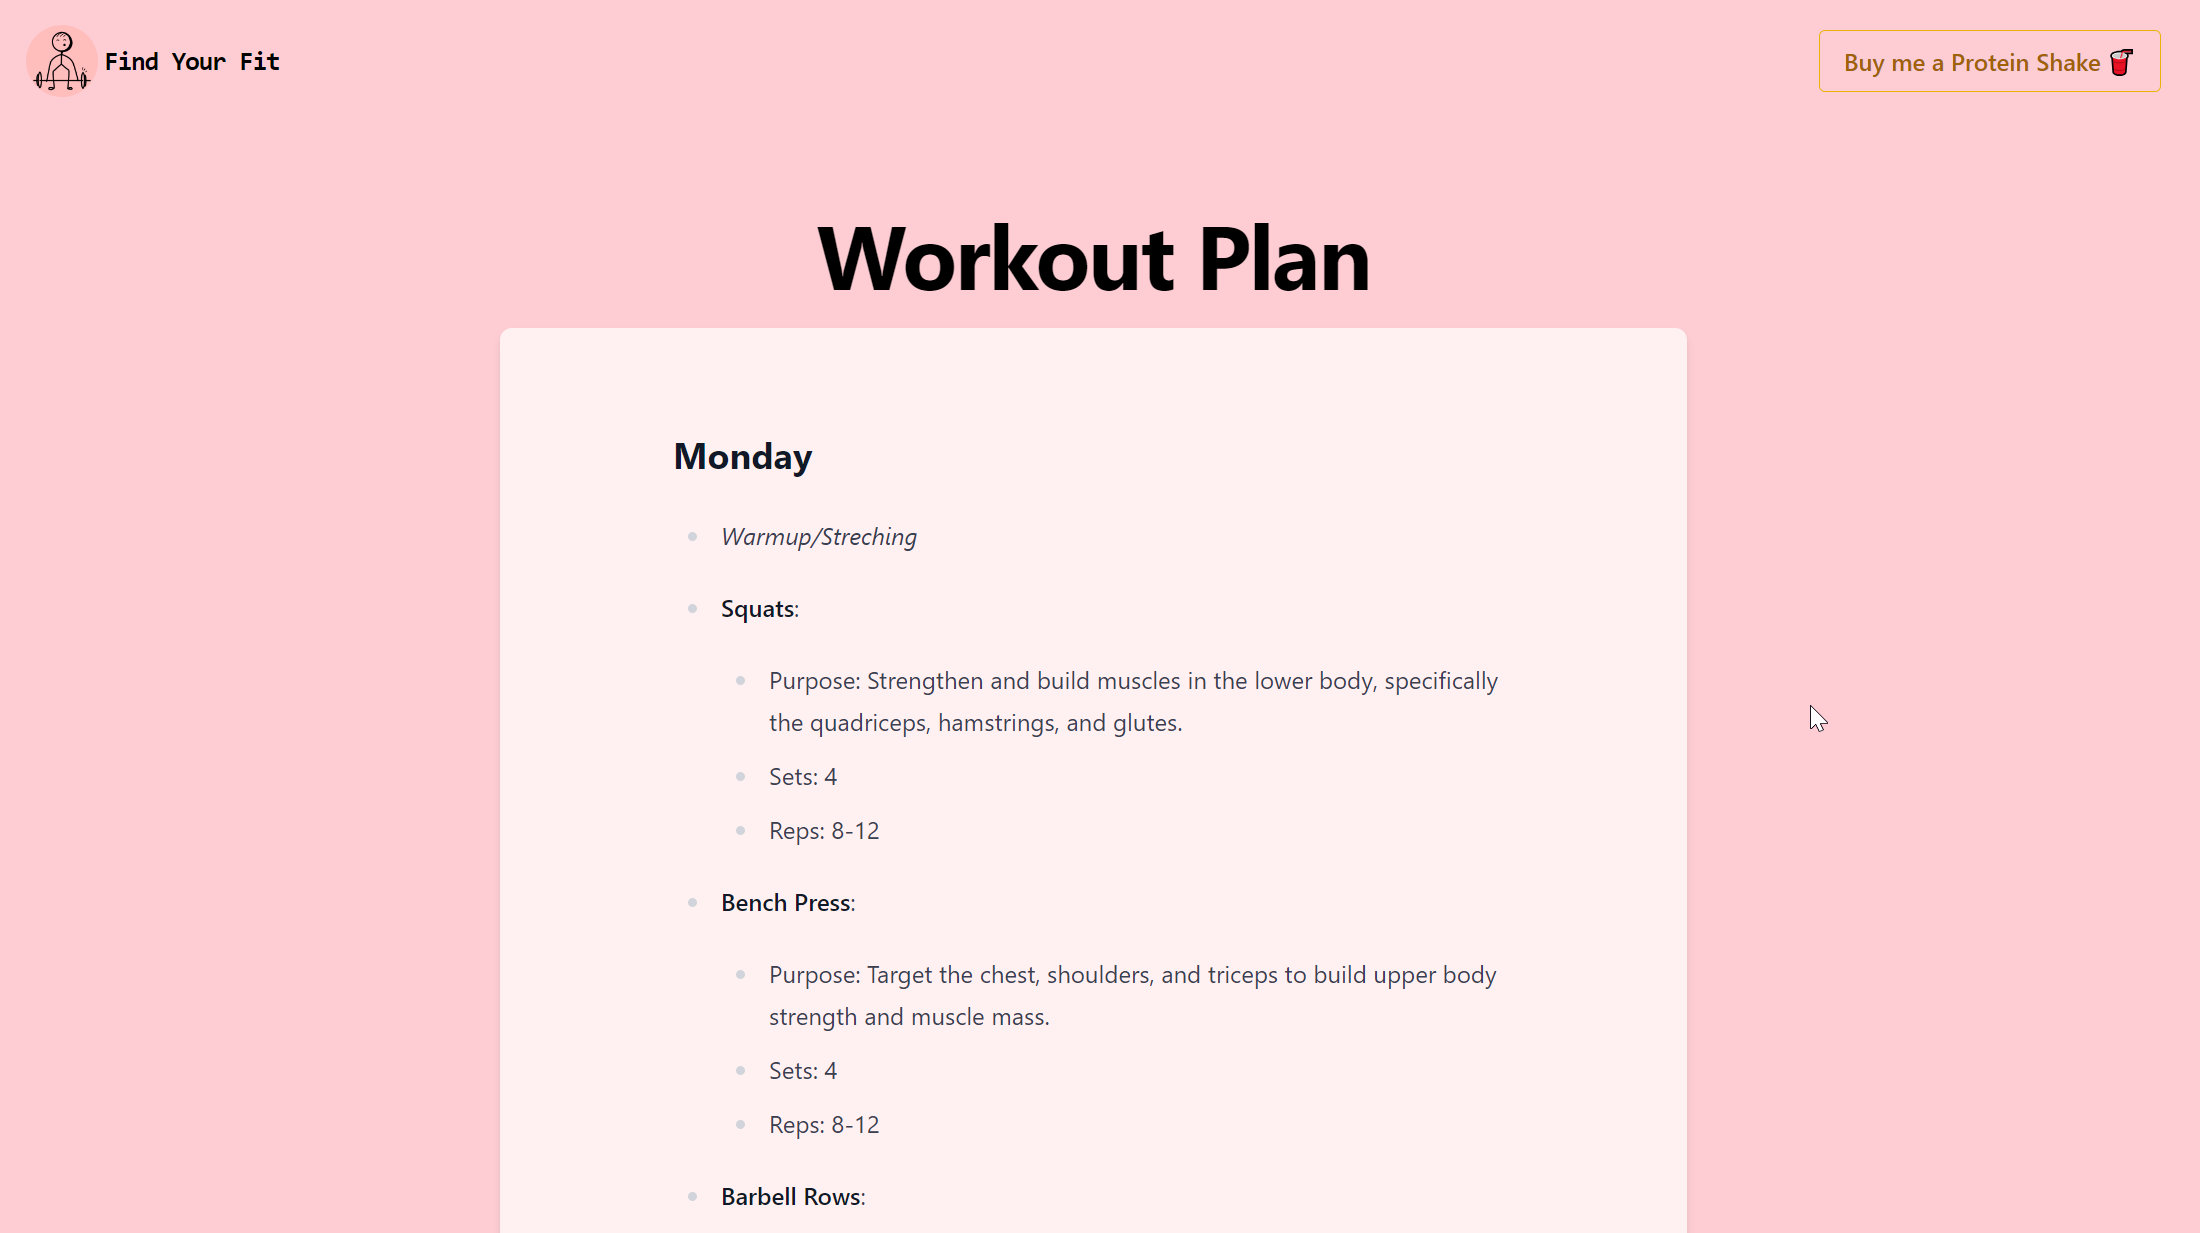 Find Your Fit
Buy me a Protein Shake
Workout Plan
Monday
Warmup/Streching
Squats:
Purpose: Strengthen and build muscles in the lower body, specifically
the quadriceps, hamstrings, and glutes.
Sets: 4
Reps: 8-12
Bench Press:
Purpose: Target the chest, shoulders, and triceps to build upper body
strength and muscle mass.
Sets: 4
Reps: 8-12
Barbell Rows: